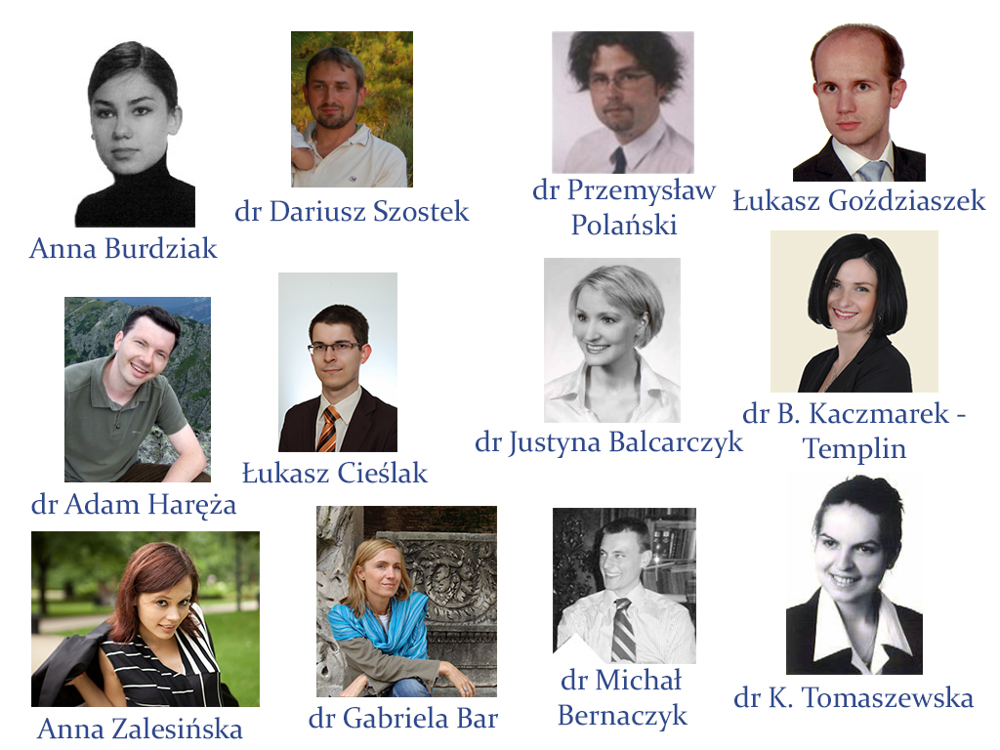 Anna Burdziak
dr Dariusz Szostek
dr Przemysław
Polański
Łukasz Goździaszek
dr Adam Haręża
Łukasz Cieślak
dr Justyna Balcarczyk
dr B. Kaczmarek -
Templin
Anna Zalesińska
dr Gabriela Bar
dr Michał
Bernaczyk
dr K. Tomaszewska